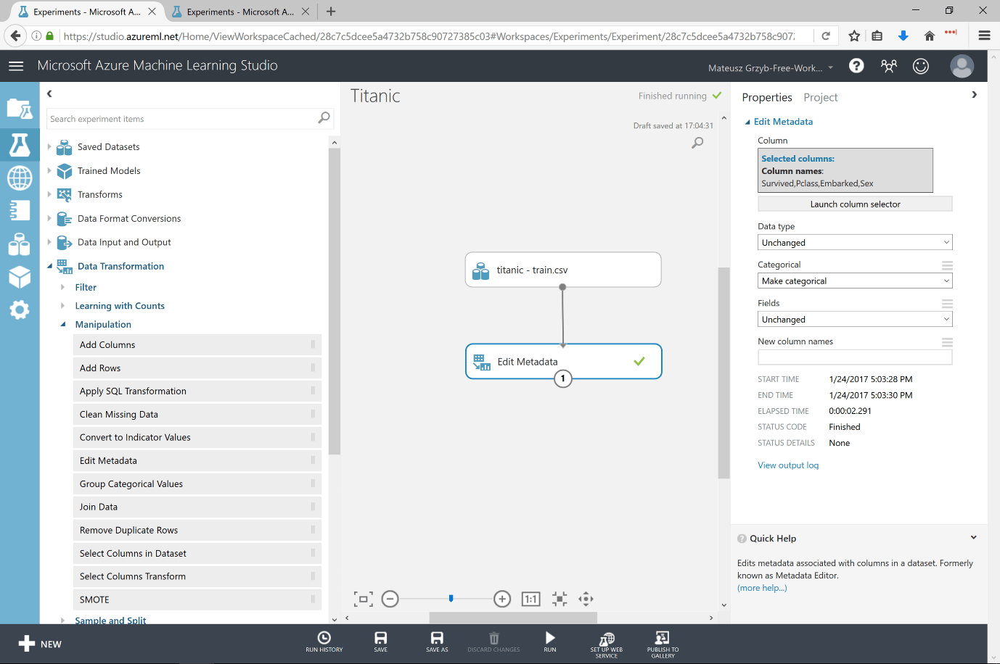 Experiments - Microsoft A...
Experiments - Microsoft A...
https://studio.azureml.net/Home/ViewWorkspaceCached/28c7c5dcee5a4732b758c90727385c03#Workspaces/Experiments/Experiment/28c7c5dcee5a4732b758c907
Microsoft Azure Machine Learning Studio
Mateusz Grzyb-Free-Work...
Search experiment items
Saved Datasets
Trained Models
Transforms
Data Format Conversions
Data Input and Output
Data Transformation
Filter
Learning with Counts
Manipulation
Add Columns
Add Rows
Apply SQL Transformation
Clean Missing Data
Convert to Indicator Values
Edit Metadata
Group Categorical Values
Join Data
Remove Duplicate Rows
Select Columns in Dataset
Select Columns Transform
SMOTE
Sample and Split
Titanic
Finished running
Draft saved at 17:04:31
titanic - train.csv
Edit Metadata
1
1:1
Properties
Project
Edit Metadata
Column
Selected columns:
Column names:
Survived,Pclass,Embarked,Sex
Launch column selector
Data type
Unchanged
Categorical
Make categorical
Fields
Unchanged
New column names
START TIME 1/24/2017 5:03:28 PM
END TIME 1/24/2017 5:03:30 PM
ELAPSED TIME 0:00:02.291
STATUS CODE Finished
STATUS DETAILS None
View output log
Quick Help
Edits metadata associated with columns in a dataset. Formerly
known as Metadata Editor.
(more help...)
NEW
RUN HISTORY
SAVE
SAVE AS
DISCARD CHANGES
RUN
SET UP WEB
SERVICE
PUBLISH TO
GALLERY